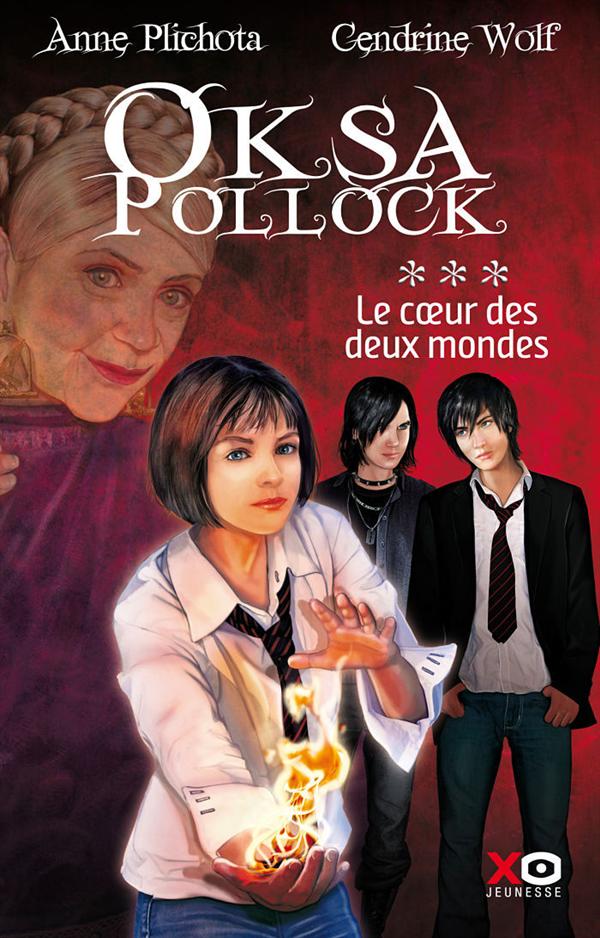 Anne Plichota Cendrine Wolf
OKSA
POLLOCK
* * *
Le cœur des
deux mondes
XO
JEUNESSE